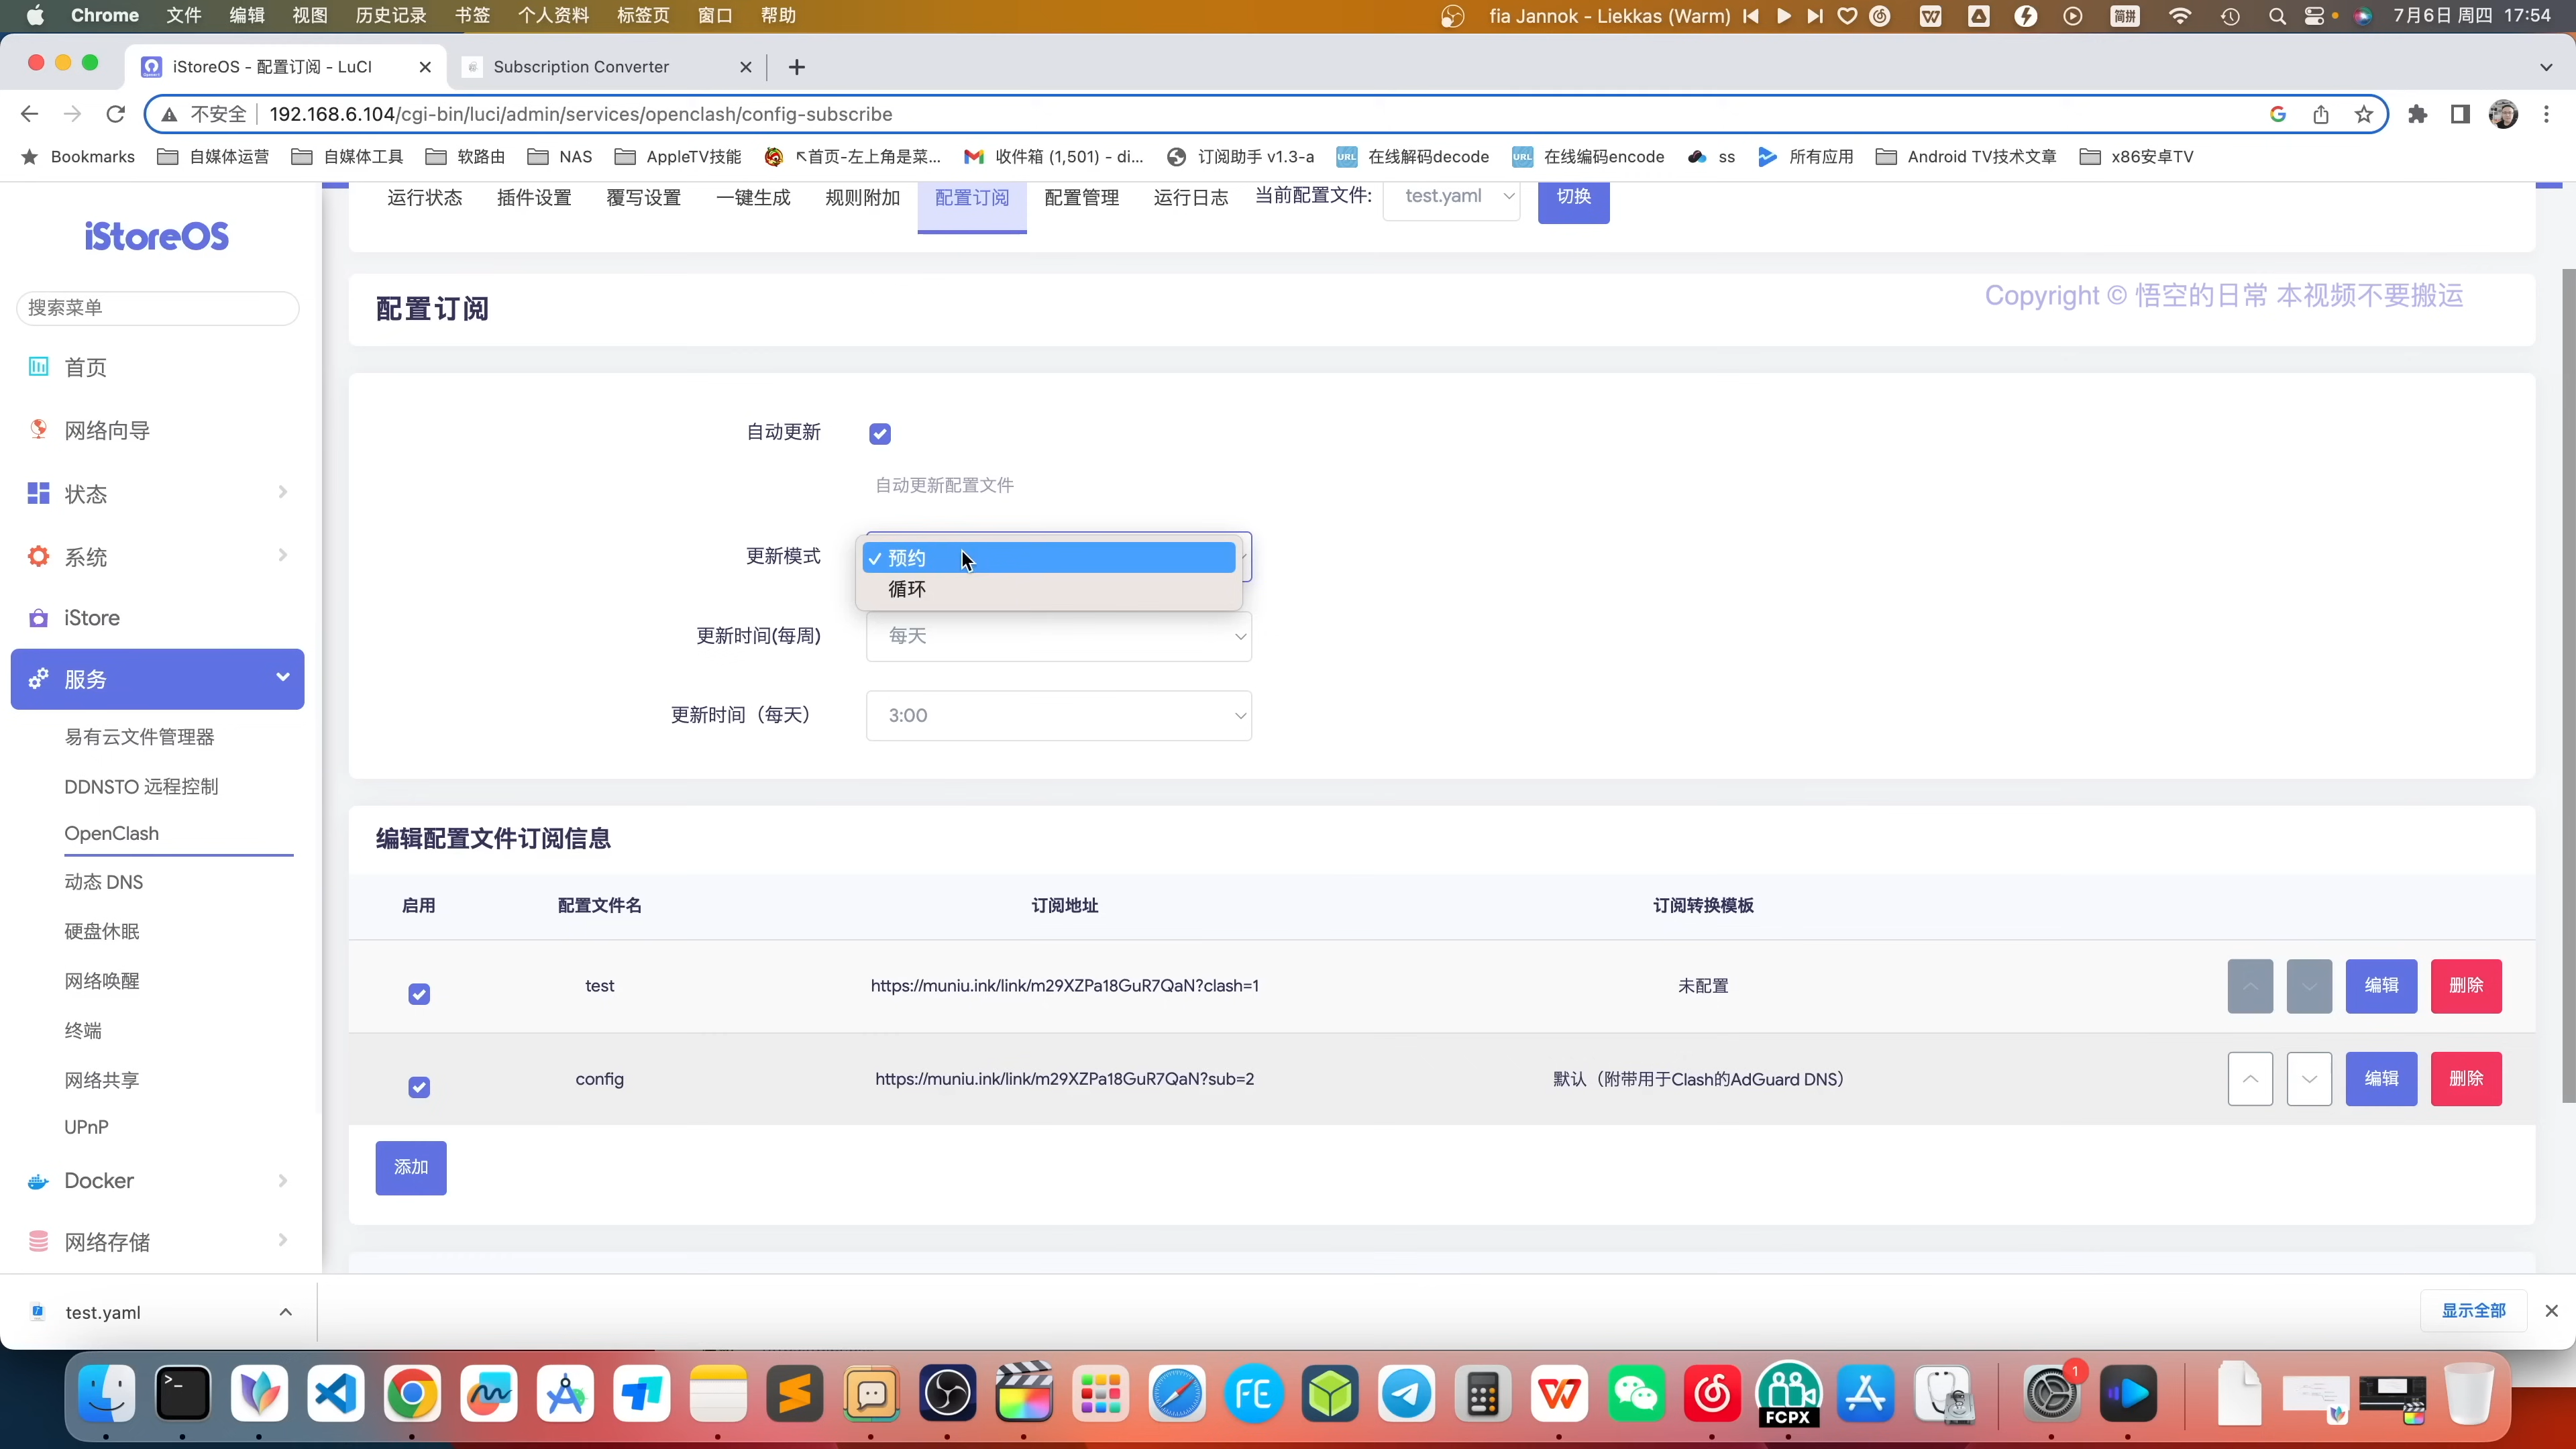 Chrome 文件 编辑 视图 历史记录 书签 个人资料 标签页 窗口 帮助 fia Jannok - Liekkas (Warm) 简拼 7月6日 周四 17:54
iStoreOS - 配置订阅 - LuCI Subscription Converter
不安全 192.168.6.104/cgi-bin/luci/admin/services/openclash/config-subscribe
Bookmarks 自媒体运营 自媒体工具 软路由 NAS AppleTV技能 ↖首页-左上角是菜... 收件箱 (1,501) - di... 订阅助手 v1.3-a URL 在线解码decode URL 在线编码encode ss 所有应用 Android TV技术文章 x86安卓TV
运行状态 插件设置 覆写设置 一键生成 规则附加 配置订阅 配置管理 运行日志 当前配置文件: test.yaml 切换
iStoreOS
搜索菜单
首页
网络向导
状态
系统
iStore
服务
易有云文件管理器
DDNSTO 远程控制
OpenClash
动态 DNS
硬盘休眠
网络唤醒
终端
网络共享
UPnP
Docker
网络存储
配置订阅
Copyright © 悟空的日常 本视频不要搬运
自动更新
自动更新配置文件
更新模式 ✓ 预约
循环
更新时间(每周) 每天
更新时间（每天） 3:00
编辑配置文件订阅信息
启用 配置文件名 订阅地址 订阅转换模板
test https://muniu.ink/link/m29XZPa18GuR7QaN?clash=1 未配置 编辑 删除
config https://muniu.ink/link/m29XZPa18GuR7QaN?sub=2 默认（附带用于Clash的AdGuard DNS） 编辑 删除
添加
test.yaml 显示全部
FE
FCPX
1